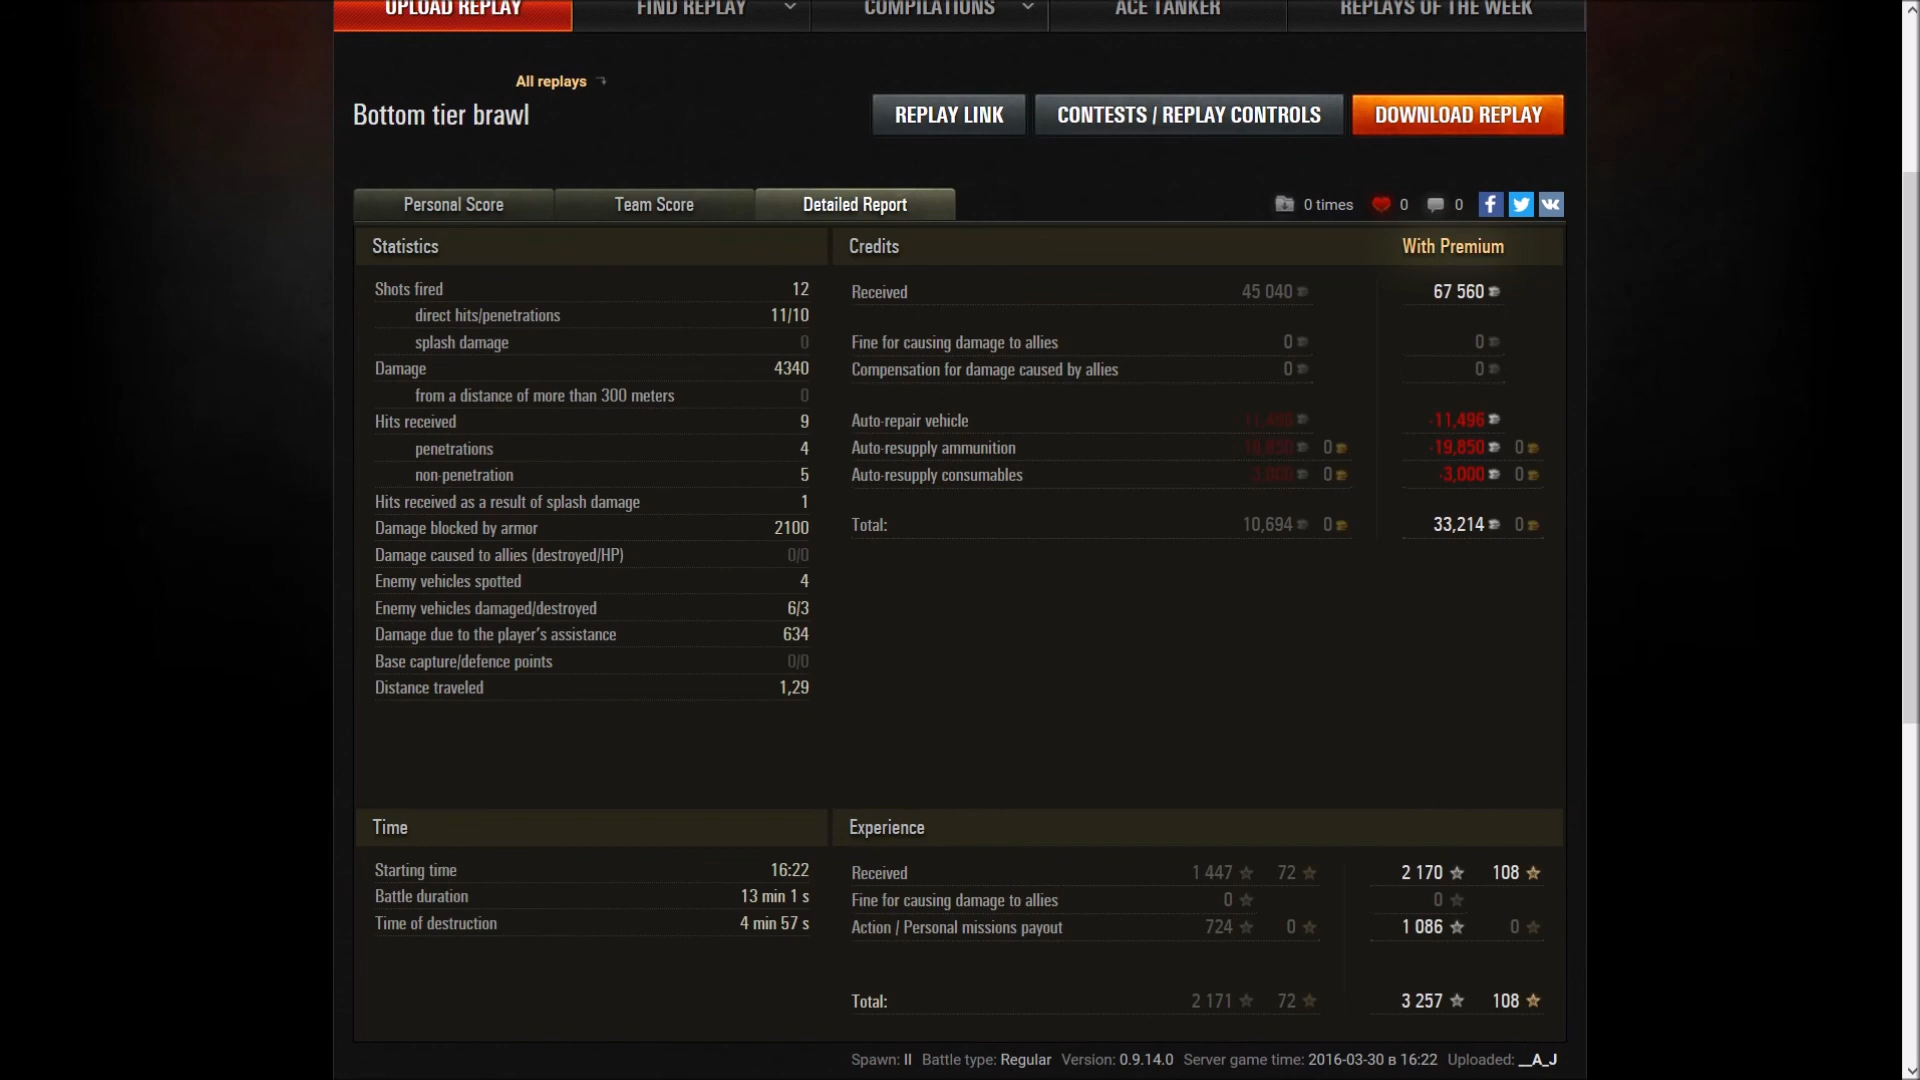 UPLOAD REPLAY FIND REPLAY COMPILATIONS ACE TANKER REPLAYS OF THE WEEK
All replays
Bottom tier brawl
REPLAY LINK CONTESTS / REPLAY CONTROLS DOWNLOAD REPLAY
Personal Score Team Score Detailed Report 0 times 0 0
Statistics
Shots fired 12
direct hits/penetrations 11/10
splash damage 0
Damage 4340
from a distance of more than 300 meters 0
Hits received 9
penetrations 4
non-penetration 5
Hits received as a result of splash damage 1
Damage blocked by armor 2100
Damage caused to allies (destroyed/HP) 0/0
Enemy vehicles spotted 4
Enemy vehicles damaged/destroyed 6/3
Damage due to the player's assistance 634
Base capture/defence points 0/0
Distance traveled 1,29
Credits With Premium
Received 45 040 67 560
Fine for causing damage to allies 0 0
Compensation for damage caused by allies 0 0
Auto-repair vehicle -11,496 -11,496
Auto-resupply ammunition -19,850 0 -19,850 0
Auto-resupply consumables -3,000 0 -3,000 0
Total: 10,694 0 33,214 0
Time
Starting time 16:22
Battle duration 13 min 1 s
Time of destruction 4 min 57 s
Experience
Received 1 447 72 2 170 108
Fine for causing damage to allies 0 0
Action / Personal missions payout 724 0 1 086 0
Total: 2 171 72 3 257 108
Spawn: II Battle type: Regular Version: 0.9.14.0 Server game time: 2016-03-30 в 16:22 Uploaded: __A_J